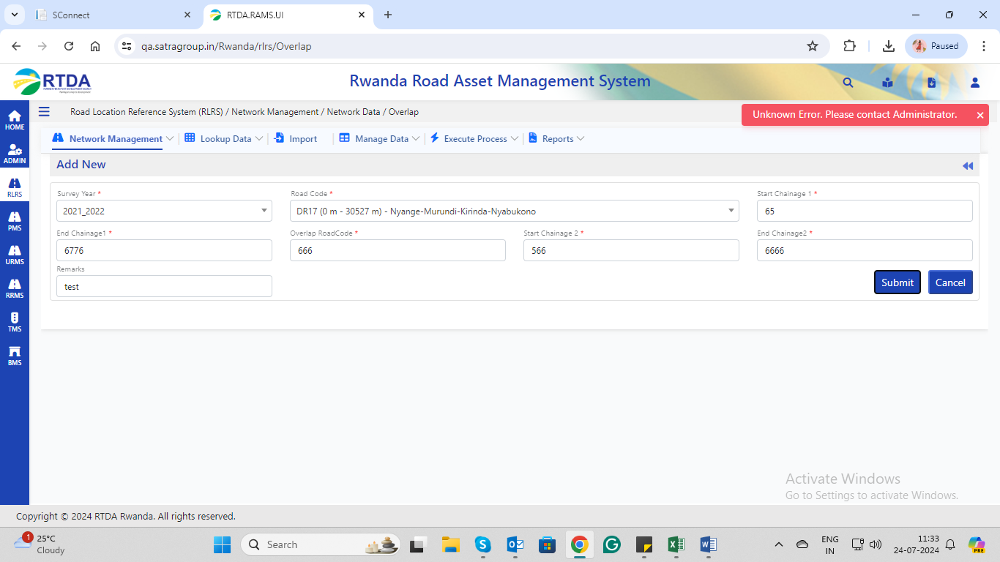 SConnect
RTDA.RAMS.UI
qa.satragroup.in/Rwanda/rlrs/Overlap
Paused
RTDA
Rwanda Road Asset Management System
Road Location Reference System (RLRS) / Network Management / Network Data / Overlap
Unknown Error. Please contact Administrator.
HOME
ADMIN
RLRS
PMS
URMS
RRMS
TMS
BMS
Network Management
Lookup Data
Import
Manage Data
Execute Process
Reports
Add New
Survey Year *
Road Code *
Start Chainage 1 *
2021_2022
DR17 (0 m - 30527 m) - Nyange-Murundi-Kirinda-Nyabukono
65
End Chainage1 *
Overlap RoadCode *
Start Chainage 2 *
End Chainage2 *
6776
666
566
6666
Remarks
test
Submit
Cancel
Activate Windows
Go to Settings to activate Windows.
Copyright © 2024 RTDA Rwanda. All rights reserved.
1
25°C
Cloudy
Search
ENG
IN
11:33
24-07-2024
PRE